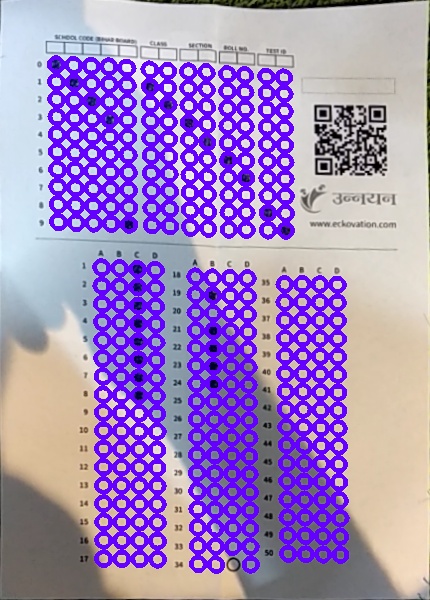 SCHOOL CODE (BIHAR BOARD) CLASS SECTION ROLL NO. TEST ID
0
1
2
3
4
5
6
7
8
9
उन्नयन
www.eckovation.com
A B C D A B C D A B C D
1 18 35
2 19 36
3 20 37
4 21 38
5 22 39
6 23 40
7 24 41
8 25 42
9 26 43
10 27 44
11 28 45
12 29 46
13 30 47
14 31 48
15 32 49
16 33 50
17 34